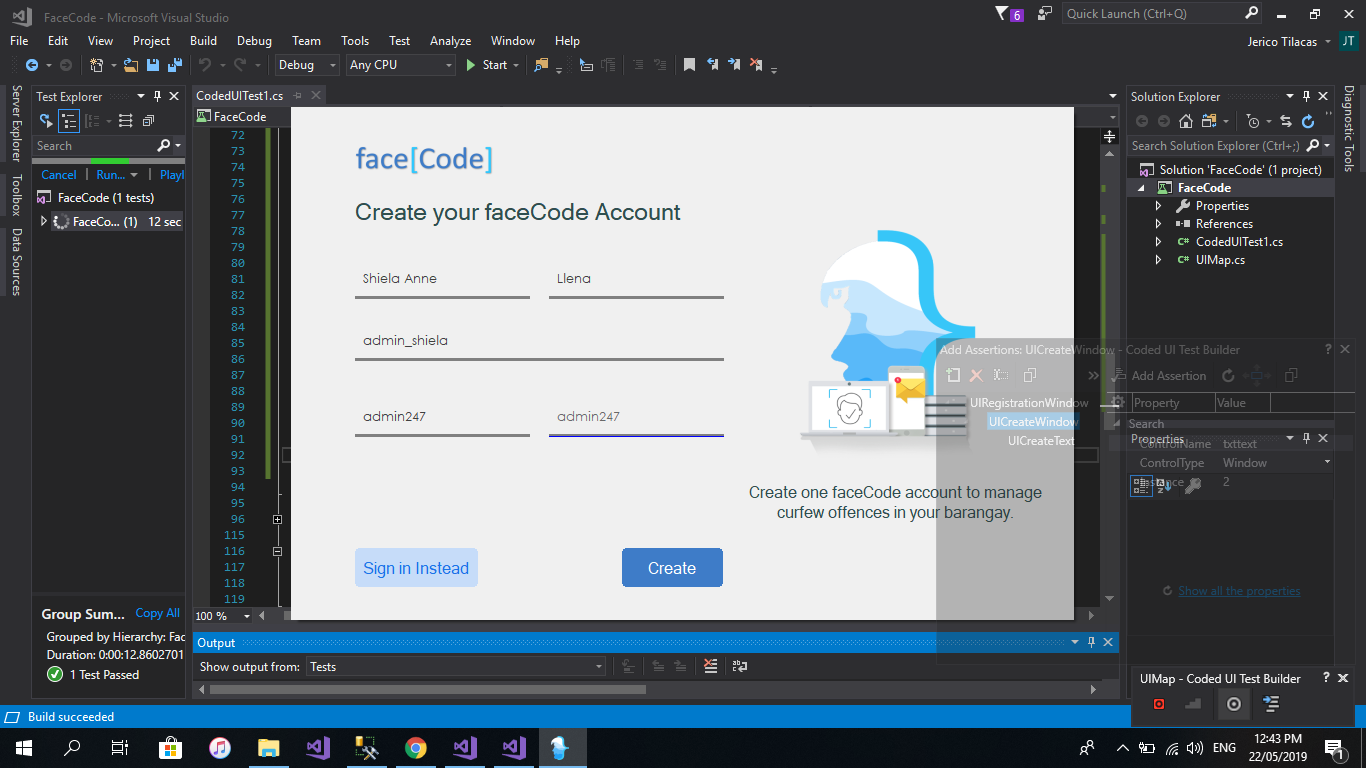 FaceCode - Microsoft Visual Studio
6
Quick Launch (Ctrl+Q)
File Edit View Project Build Debug Team Tools Test Analyze Window Help
Jerico Tilacas
JT
Debug
Any CPU
Start
Server Explorer
Toolbox
Data Sources
Test Explorer
Search
Cancel
Run...
Playl
FaceCode (1 tests)
FaceCo... (1) 12 sec
Group Sum...
Copy All
Grouped by Hierarchy: Fac
Duration: 0:00:12.8602701
1 Test Passed
CodedUITest1.cs
FaceCode
72
73
74
75
76
77
78
79
80
81
82
83
84
85
86
87
88
89
90
91
92
93
94
95
96
115
116
117
118
119
100 %
face[Code]
Create your faceCode Account
Shiela Anne
Llena
admin_shiela
admin247
admin247
Sign in Instead
Create
Create one faceCode account to manage
curfew offences in your barangay.
Output
Show output from: Tests
Solution Explorer
Search Solution Explorer (Ctrl+;)
Solution 'FaceCode' (1 project)
FaceCode
Properties
References
CodedUITest1.cs
UIMap.cs
Diagnostic Tools
Add Assertions: UICreateWindow - Coded UI Test Builder
Add Assertion
UIRegistrationWindow
UICreateWindow
UICreateText
Property Value
Search
Properties
ControlName txttext
ControlType Window
Instance 2
Show all the properties
UIMap - Coded UI Test Builder
Build succeeded
ENG
12:43 PM
22/05/2019
1